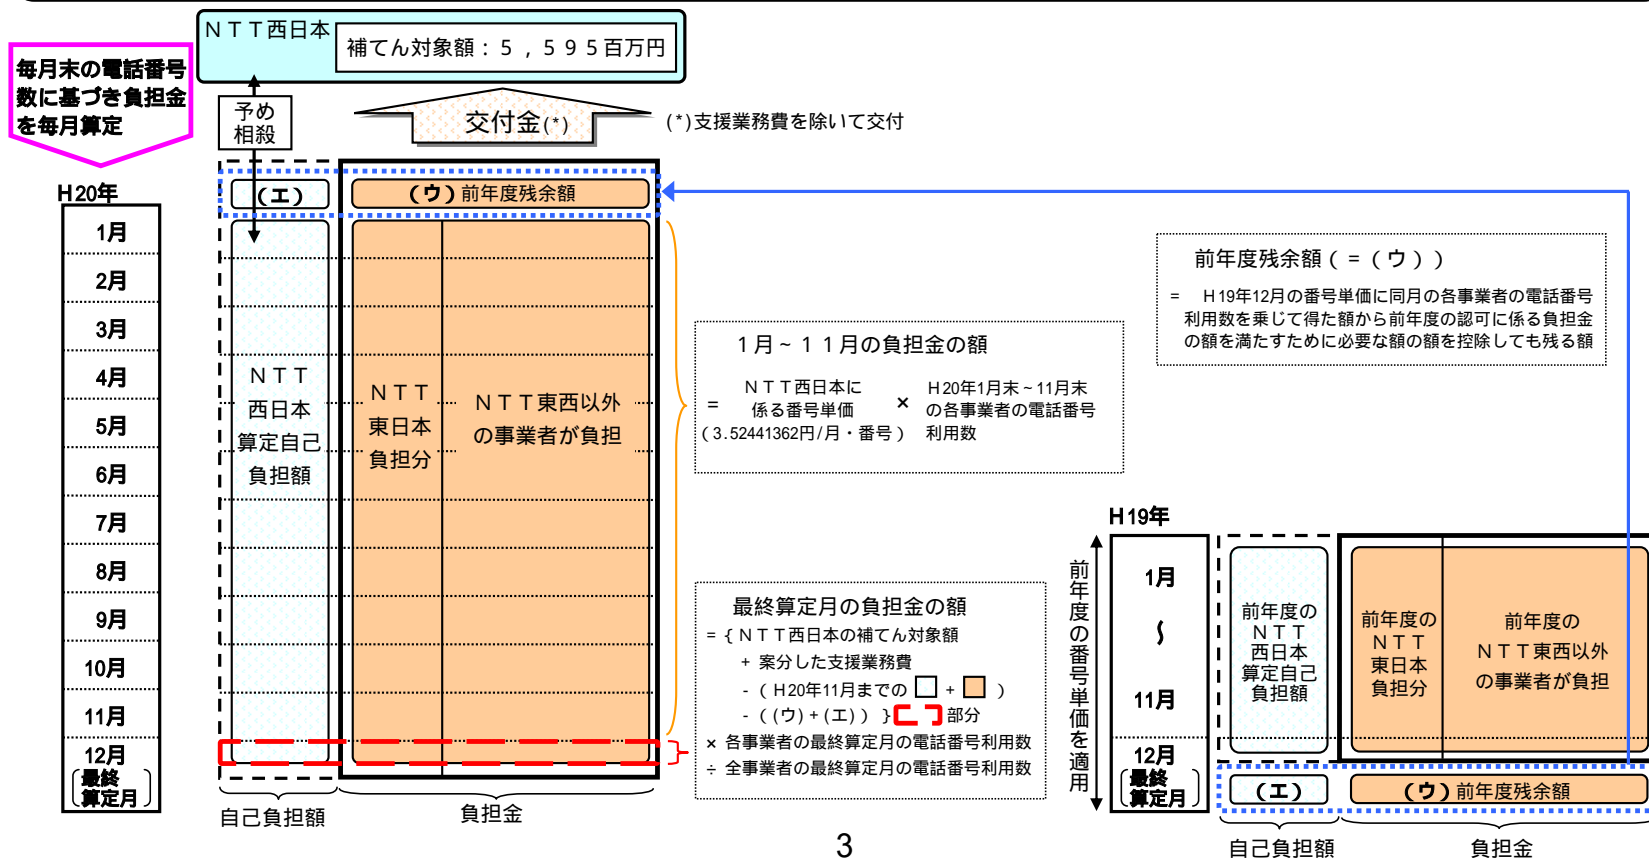 NTT西日本
補てん対象額：５，５９５百万円
毎月末の電話番号
数に基づき負担金
を毎月算定
予め
相殺
交付金(*)
(*)支援業務費を除いて交付
H20年
1月
2月
3月
4月
5月
6月
7月
8月
9月
10月
11月
12月
〔最終
算定月〕
(エ)
(ウ)前年度残余額
NTT
西日本
算定自己
負担額
NTT
東日本
負担分
NTT東西以外
の事業者が負担
自己負担額
負担金
1月~11月の負担金の額
= NTT西日本に係る番号単価(3.52441362円/月・番号) × H20年1月末~11月末の各事業者の電話番号利用数
最終算定月の負担金の額
= {NTT西日本の補てん対象額
+ 案分した支援業務費
- (H20年11月までの□+□)
- ((ウ)+(エ))}部分
× 各事業者の最終算定月の電話番号利用数
÷ 全事業者の最終算定月の電話番号利用数
前年度残余額(=(ウ))
= H19年12月の番号単価に同月の各事業者の電話番号
利用数を乗じて得た額から前年度の認可に係る負担金
の額を満たすために必要な額の額を控除しても残る額
H19年
前年度の番号単価を適用
1月
~
11月
12月
〔最終
算定月〕
前年度の
NTT
西日本
算定自己
負担額
前年度の
NTT
東日本
負担分
前年度の
NTT東西以外
の事業者が負担
(エ)
(ウ)前年度残余額
自己負担額
負担金
3